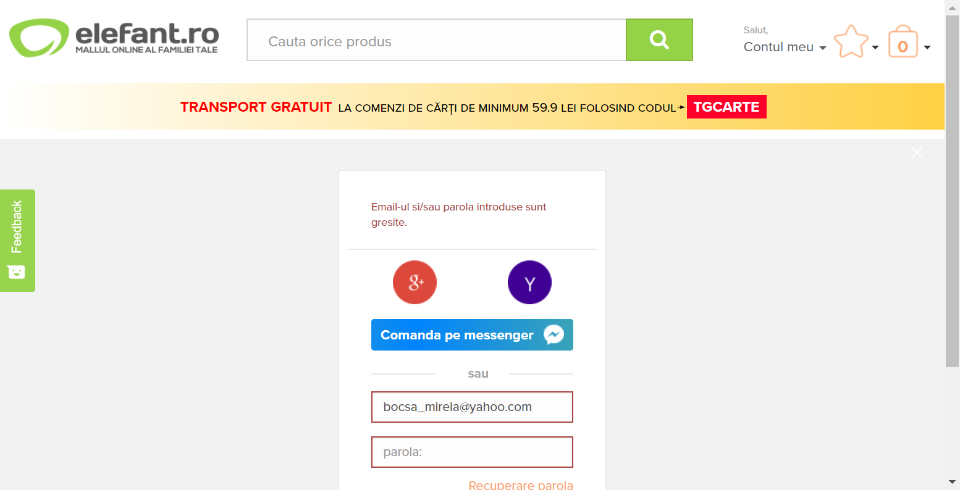 elefant.ro
MALLUL ONLINE AL FAMILIEI TALE
Cauta orice produs
Salut,
Contul meu
0
TRANSPORT GRATUIT LA COMENZI DE CĂRȚI DE MINIMUM 59.9 LEI FOLOSIND CODUL TGCARTE
Feedback
Email-ul si/sau parola introduse sunt
gresite.
g+
Y
Comanda pe messenger
sau
bocsa_mirela@yahoo.com
parola:
Recuperare parola